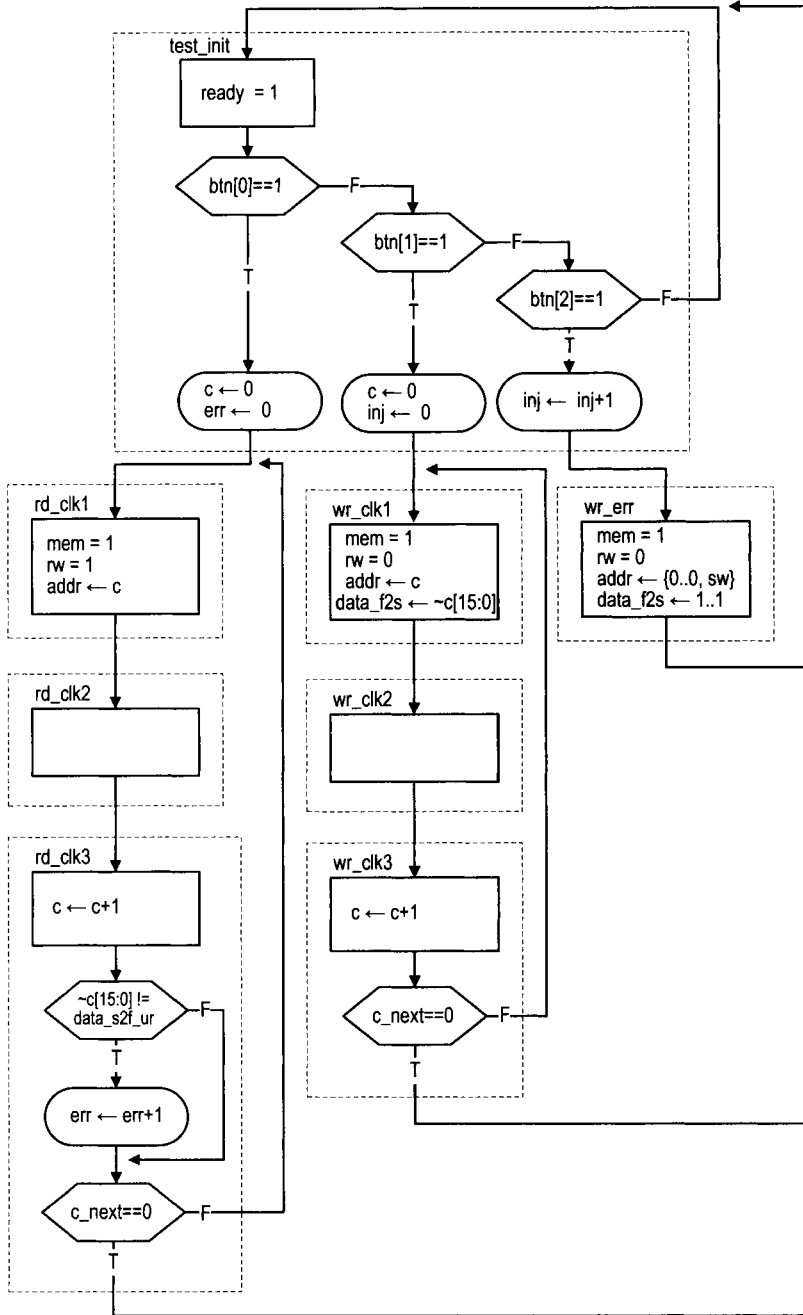 test_init
ready = 1
btn[0]==1
F
T
btn[1]==1
F
T
btn[2]==1
F
T
c ← 0
err ← 0
c ← 0
inj ← 0
inj ← inj+1
rd_clk1
mem = 1
rw = 1
addr ← c
wr_clk1
mem = 1
rw = 0
addr ← c
data_f2s ← ~c[15:0]
wr_err
mem = 1
rw = 0
addr ← {0..0, sw}
data_f2s ← 1..1
rd_clk2
wr_clk2
rd_clk3
c ← c+1
~c[15:0] !=
data_s2f_ur
F
T
err ← err+1
c_next==0
F
T
wr_clk3
c ← c+1
c_next==0
F
T